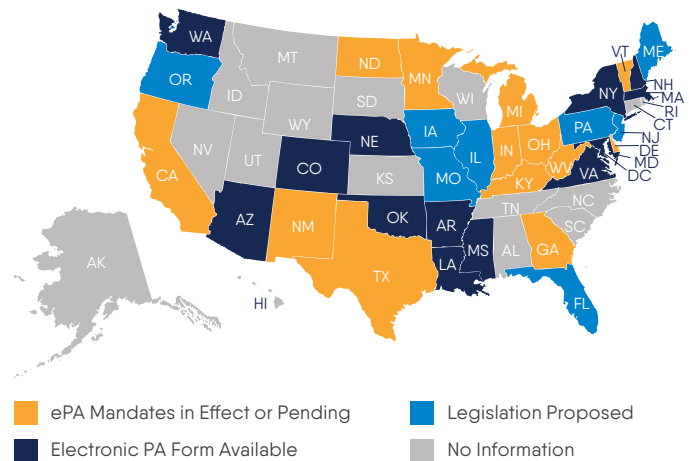 WA
MT
ND
MN
VT
ME
OR
ID
SD
WI
MI
NY
NH
MA
RI
CT
WY
NE
IA
PA
NJ
DE
MD
DC
NV
UT
CO
IL
IN
OH
WV
VA
CA
KS
MO
KY
NC
TN
SC
AZ
NM
OK
AR
MS
AL
GA
TX
LA
FL
AK
HI
ePA Mandates in Effect or Pending
Legislation Proposed
Electronic PA Form Available
No Information